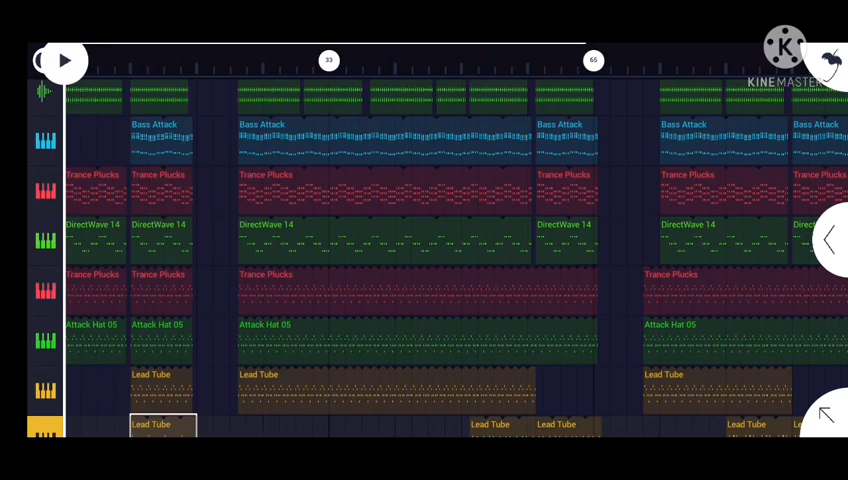 33 65
K
KINEMASTER
Bass Attack Bass Attack Bass Attack Bass Attack Bass Attack
Trance Plucks Trance Plucks Trance Plucks Trance Plucks Trance Plucks Trance Plucks
DirectWave 14 DirectWave 14 DirectWave 14 DirectWave 14 DirectWave 14
Trance Plucks Trance Plucks Trance Plucks Trance Plucks
Attack Hat 05 Attack Hat 05 Attack Hat 05 Attack Hat 05
Lead Tube Lead Tube Lead Tube
Lead Tube Lead Tube Lead Tube Lead Tube